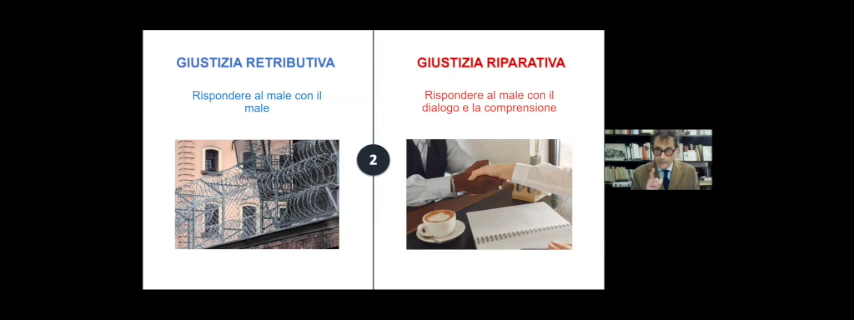 GIUSTIZIA RETRIBUTIVA
Rispondere al male con il
male
GIUSTIZIA RIPARATIVA
Rispondere al male con il
dialogo e la comprensione
2